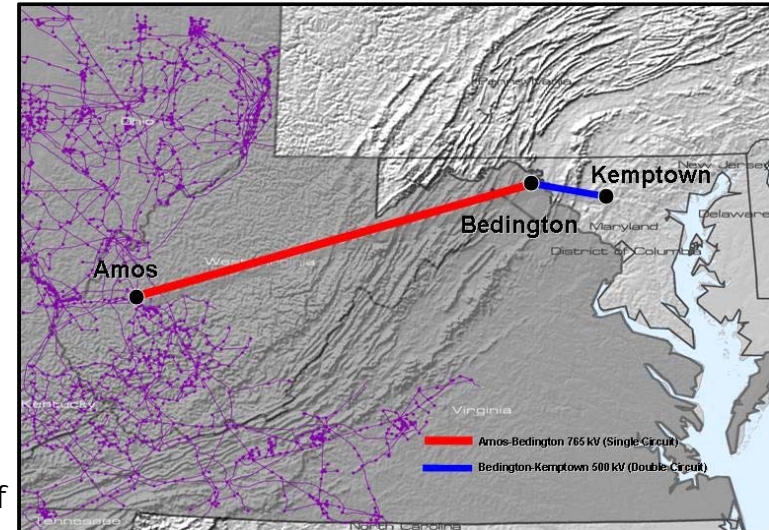 Pennsylvania
Ohio
New Jersey
Kemptown
Bedington
Maryland
Delaware
District of Columbia
Amos
West Virginia
Kentucky
Virginia
Amos-Bedington 765 kV (Single Circuit)
Bedington-Kemptown 500 kV (Double Circuit)
f
Tennessee
North Carolina